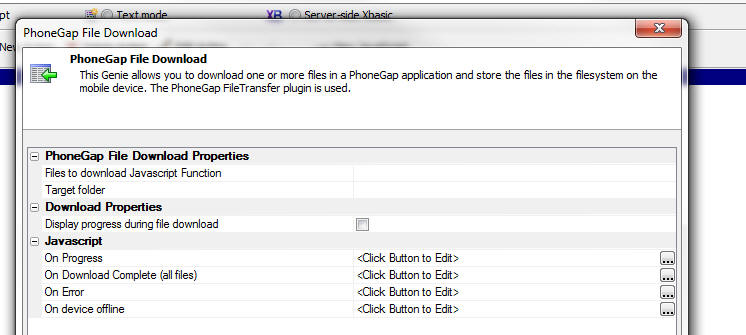 pt Text mode XB Server-side Xbasic
PhoneGap File Download
New
PhoneGap File Download
This Genie allows you to download one or more files in a PhoneGap application and store the files in the filesystem on the
mobile device. The PhoneGap FileTransfer plugin is used.
PhoneGap File Download Properties
Files to download Javascript Function
Target folder
Download Properties
Display progress during file download
Javascript
On Progress <Click Button to Edit> ...
On Download Complete (all files) <Click Button to Edit> ...
On Error <Click Button to Edit> ...
On device offline <Click Button to Edit> ...